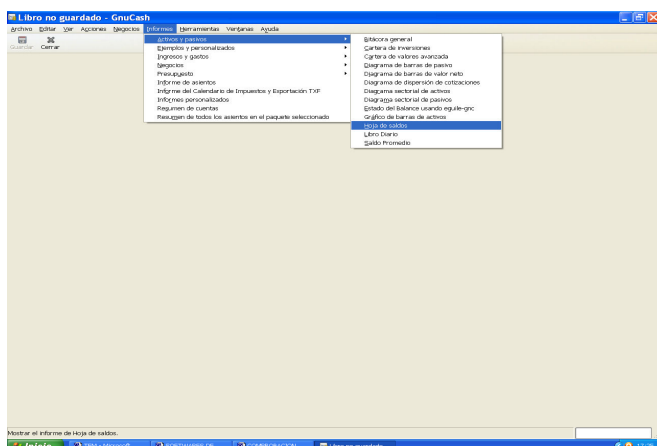 Libro no guardado - GnuCash
Archivo Editar Ver Acciones Negocios Informes Herramientas Ventanas Ayuda
Guardar Cerrar
Activos y pasivos
Ejemplos y personalizados
Ingresos y gastos
Negocios
Presupuesto
Informe de asientos
Informe del Calendario de Impuestos y Exportación TXF
Informes personalizados
Resumen de cuentas
Resumen de todos los asientos en el paquete seleccionado
Bitácora general
Cartera de inversiones
Cartera de valores avanzada
Diagrama de barras de pasivo
Diagrama de barras de valor neto
Diagrama de dispersión de cotizaciones
Diagrama sectorial de activos
Diagrama sectorial de pasivos
Estado del Balance usando eguile-gnc
Gráfico de barras de activos
Hoja de saldos
Libro Diario
Saldo Promedio
Mostrar el informe de Hoja de saldos.
Inicio